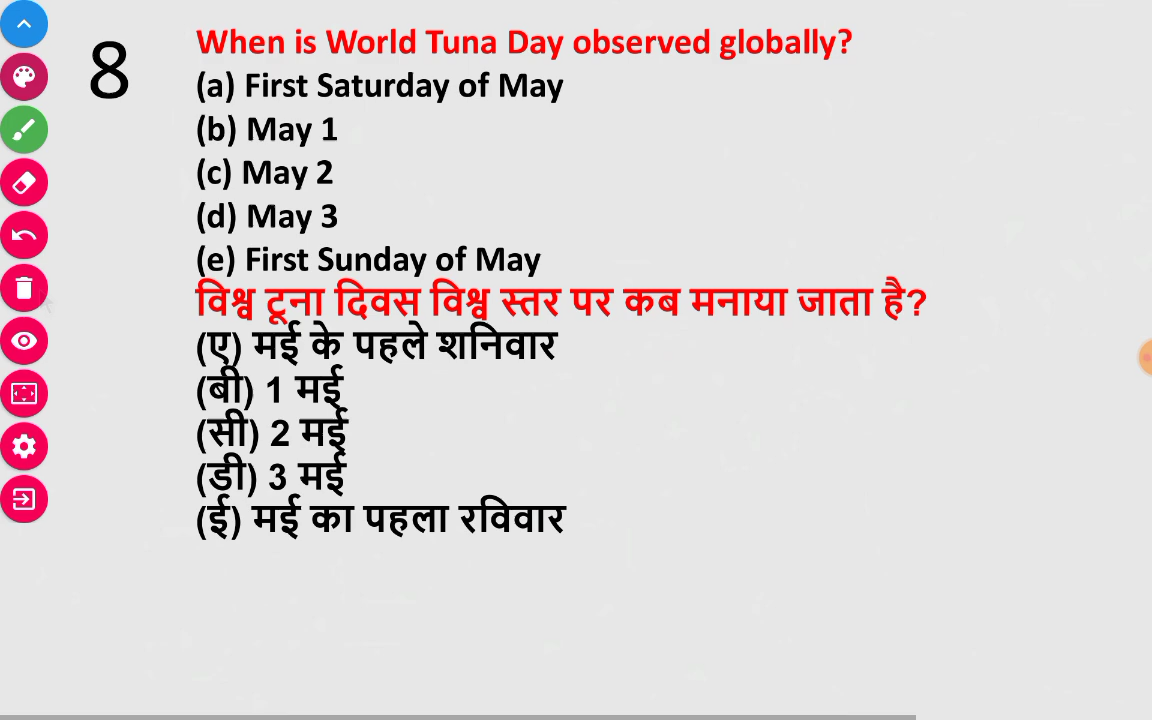 8
When is World Tuna Day observed globally?
(a) First Saturday of May
(b) May 1
(c) May 2
(d) May 3
(e) First Sunday of May
विश्व टूना दिवस विश्व स्तर पर कब मनाया जाता है?
(ए) मई के पहले शनिवार
(बी) 1 मई
(सी) 2 मई
(डी) 3 मई
(ई) मई का पहला रविवार